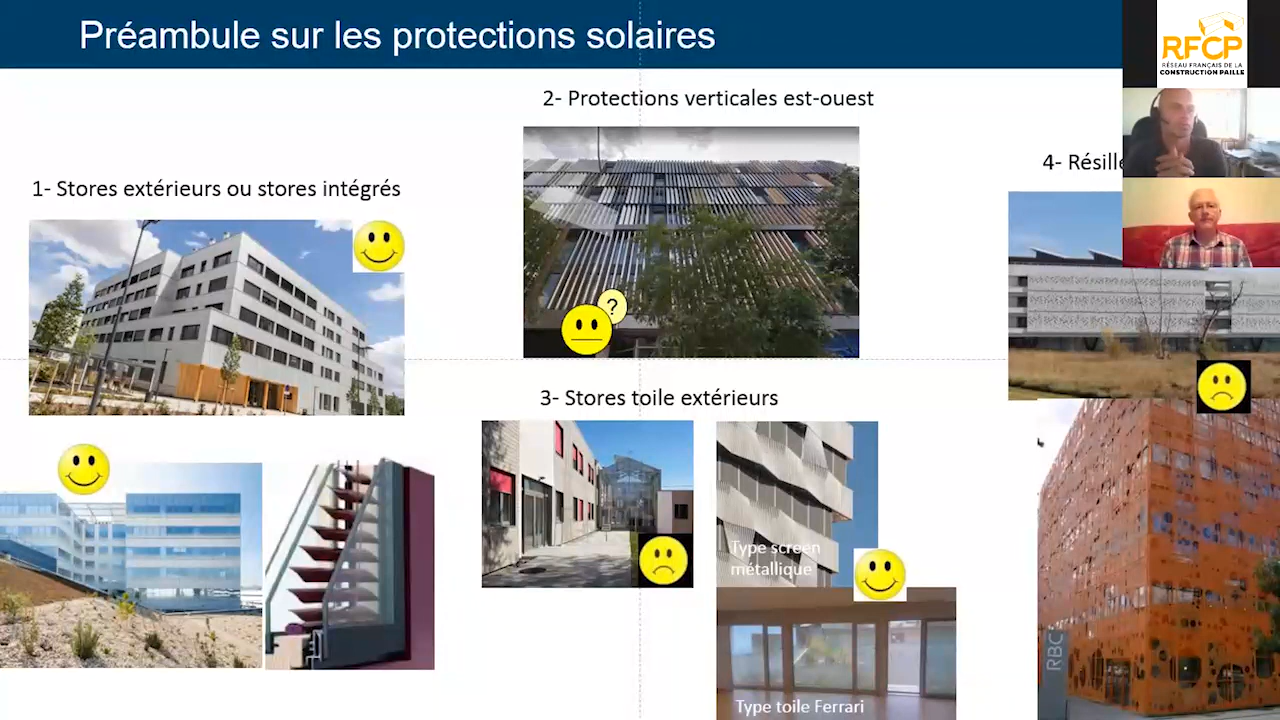 Préambule sur les protections solaires
RFCP
RÉSEAU FRANÇAIS DE LA
CONSTRUCTION PAILLE
2- Protections verticales est-ouest
4- Résille
1- Stores extérieurs ou stores intégrés
?
3- Stores toile extérieurs
Type screen
métallique
RBC
Type toile Ferrari